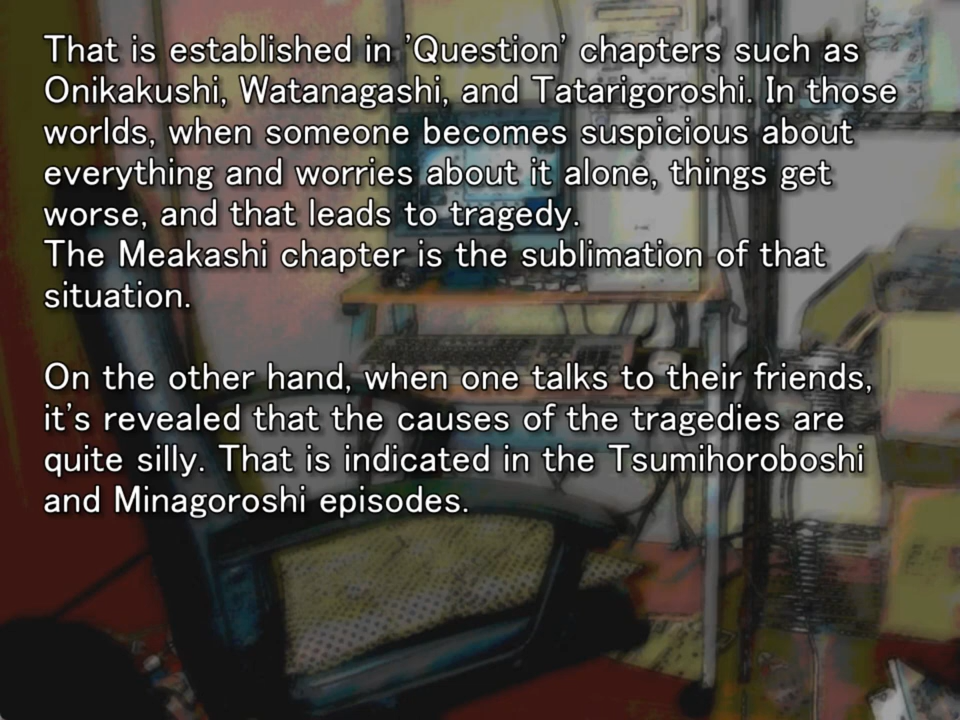 That is established in 'Question' chapters such as
Onikakushi, Watanagashi, and Tatarigoroshi. In those
worlds, when someone becomes suspicious about
everything and worries about it alone, things get
worse, and that leads to tragedy.
The Meakashi chapter is the sublimation of that
situation.
On the other hand, when one talks to their friends,
it's revealed that the causes of the tragedies are
quite silly. That is indicated in the Tsumihoroboshi
and Minagoroshi episodes.